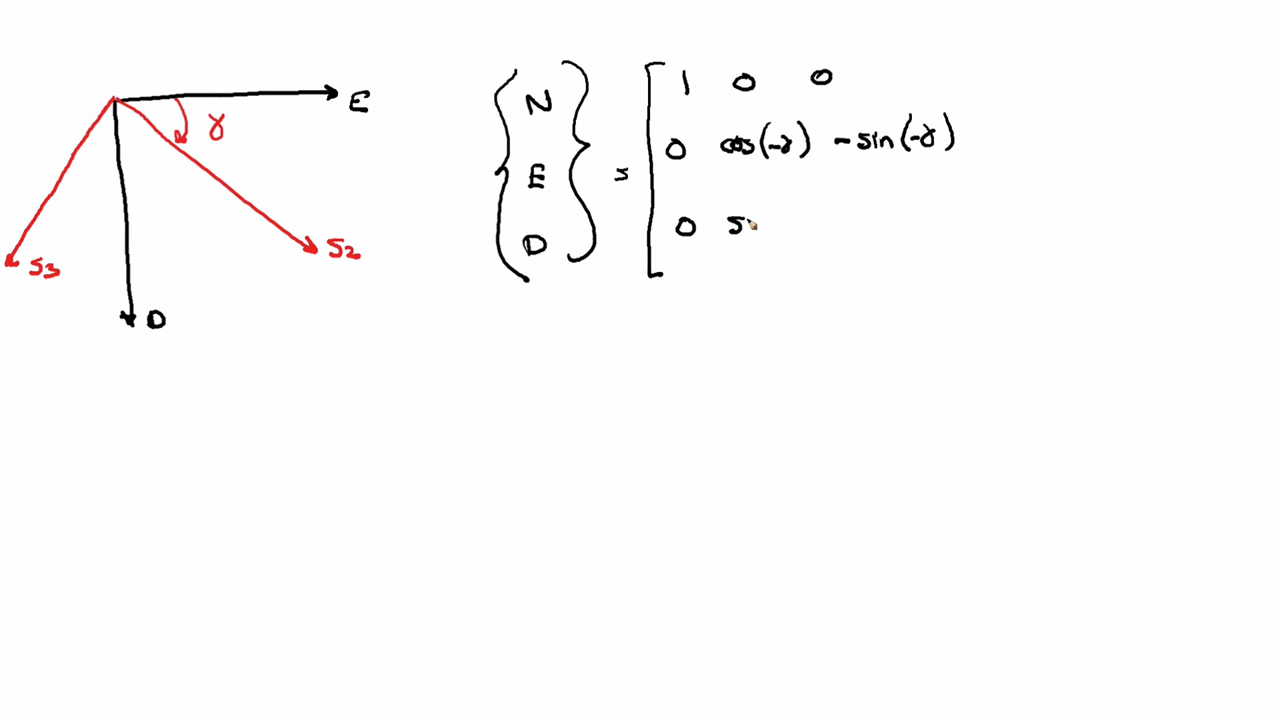 E
γ
S2
S3
D
N
E
D
=
1 0 0
0 cos(-γ) -sin(-γ)
0 s